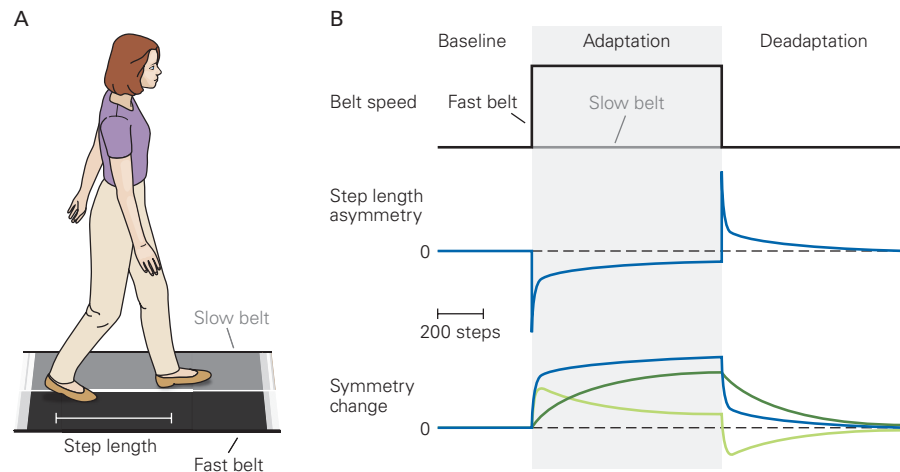 A
Slow belt
Step length
Fast belt
B
Baseline
Adaptation
Deadaptation
Belt speed
Fast belt
Slow belt
Step length
asymmetry
0
200 steps
Symmetry
change
0